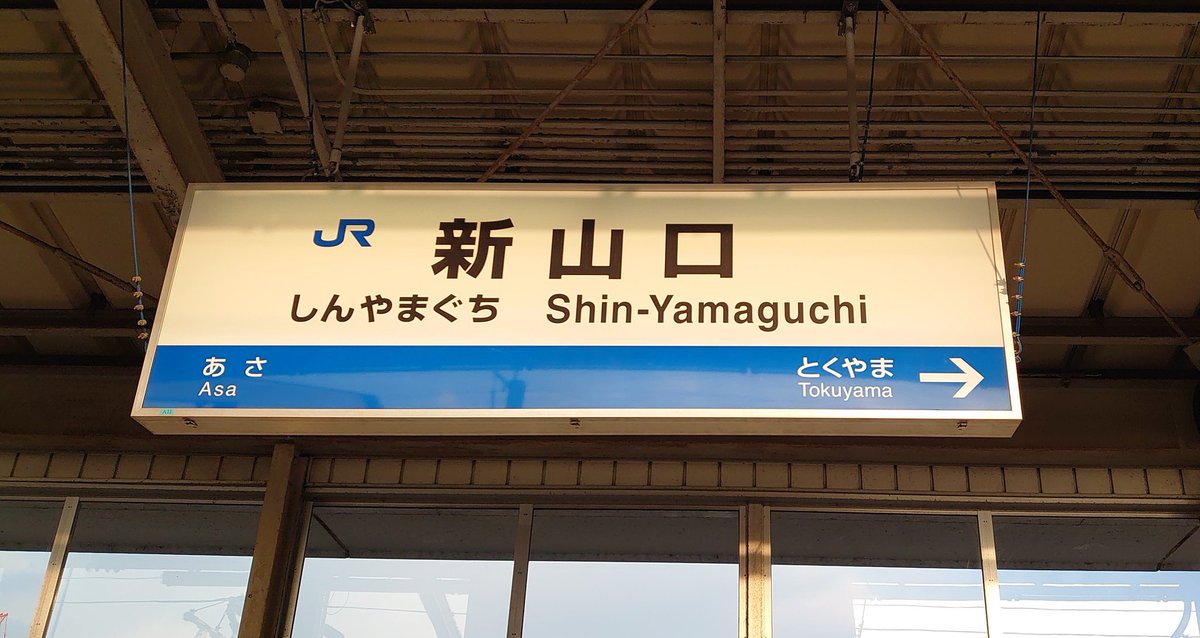 JR 新山口
しんやまぐち Shin-Yamaguchi
あさ とくやま →
Asa Tokuyama